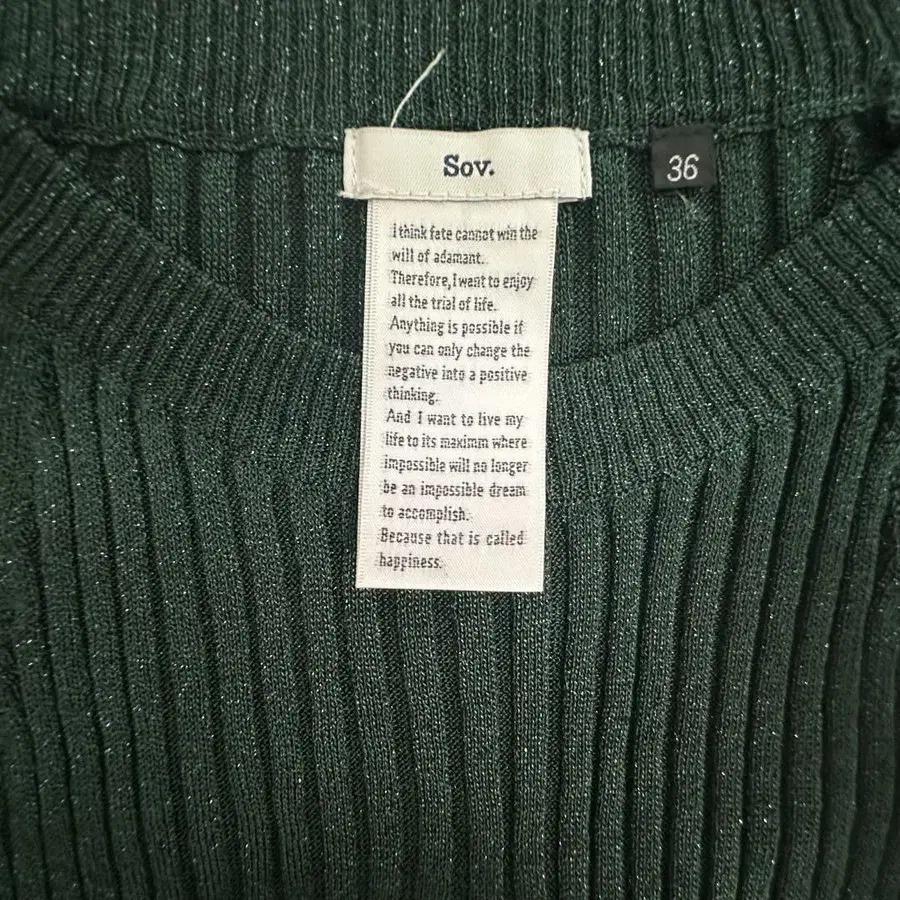 Sov.
36
I think fate cannot win the
will of adamant.
Therefore, I want to enjoy
all the trial of life.
Anything is possible if
you can only change the
negative into a positive
thinking.
And I want to live my
life to its maximm where
impossible will no longer
be an impossible dream
to accomplish.
Because that is called
happiness.